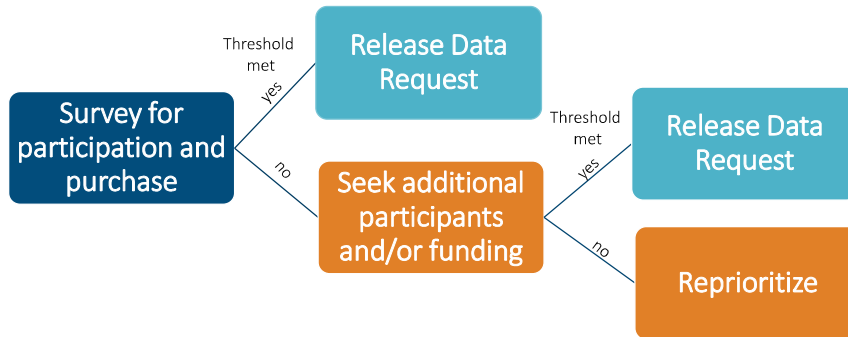 Survey for
participation and
purchase
Threshold
met
yes
no
Release Data
Request
Seek additional
participants
and/or funding
Threshold
met
yes
no
Release Data
Request
Reprioritize